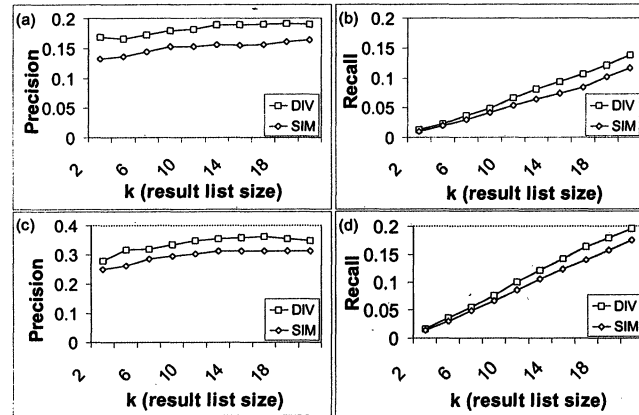 (a)
0.2
0.15
0.1
0.05
0
Precision
DIV
SIM
2
6
10
14
18
k (result list size)
(b)
0.2
0.15
0.1
0.05
0
Recall
DIV
SIM
2
6
10
14
18
k (result list size)
(c)
0.4
0.3
0.2
0.1
0
Precision
DIV
SIM
2
6
10
14
18
k (result list size)
(d)
0.2
0.15
0.1
0.05
0
Recall
DIV
SIM
2
6
10
14
18
k (result list size)